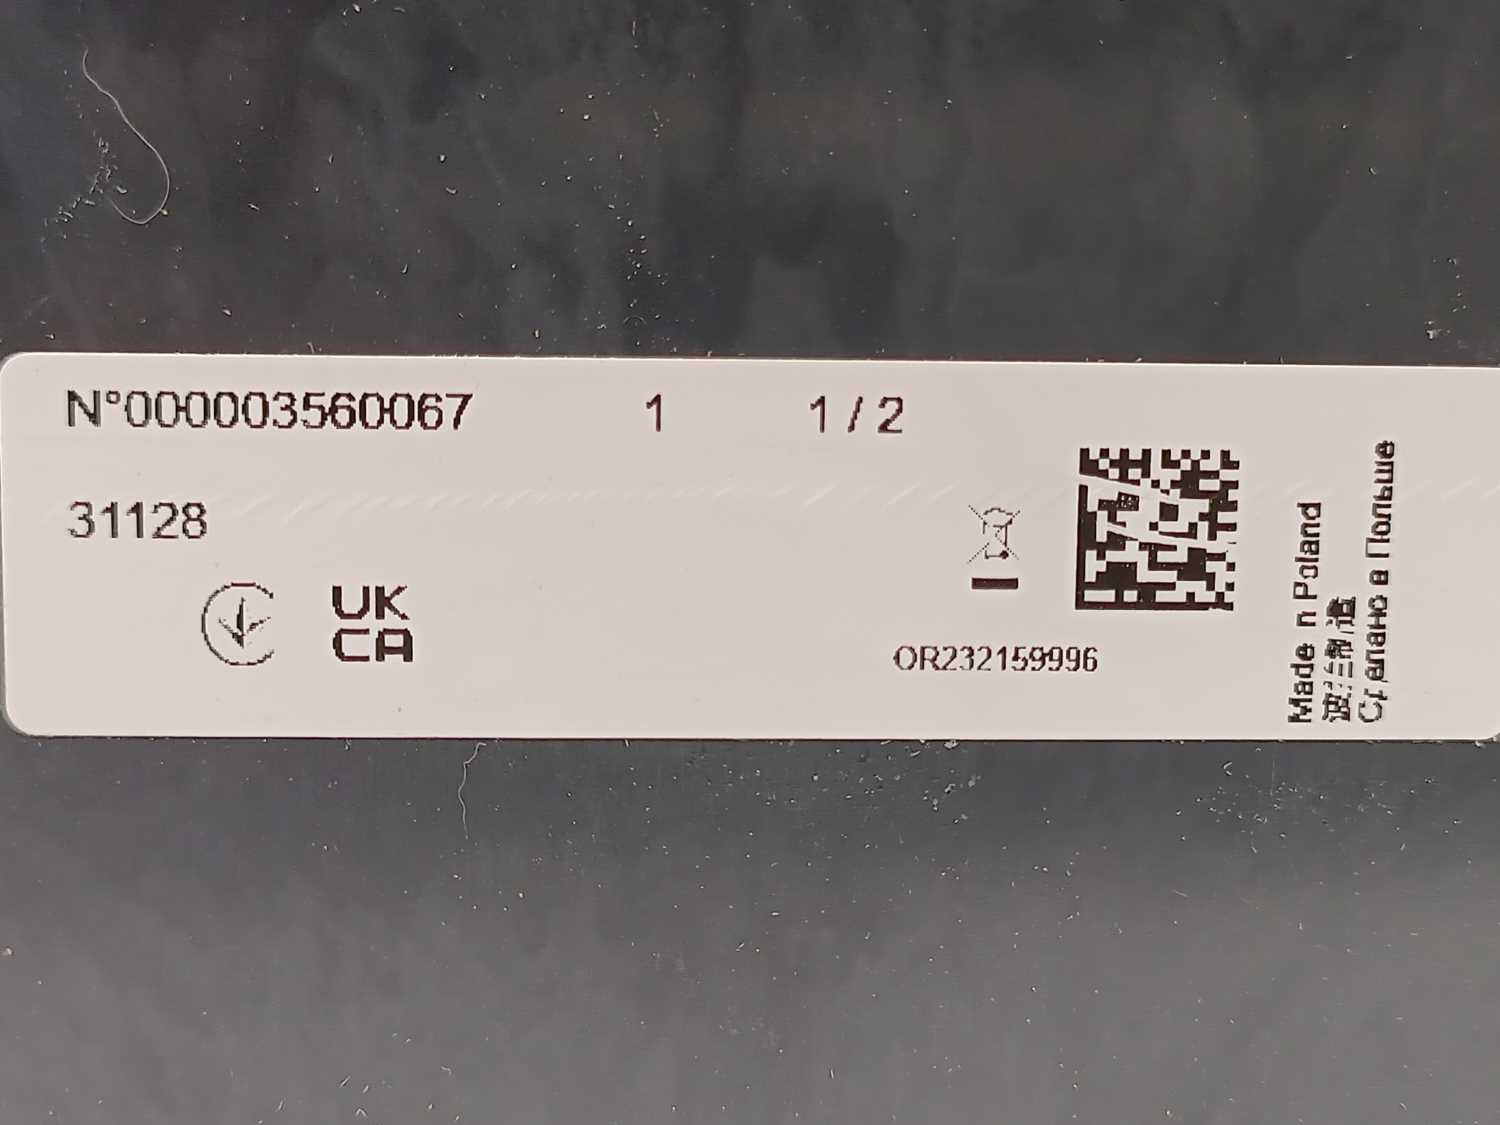 N°000003560067 1 1 / 2
31128
UK
CA
OR232159996
Made n Poland
波兰制造
Сделано в Польше